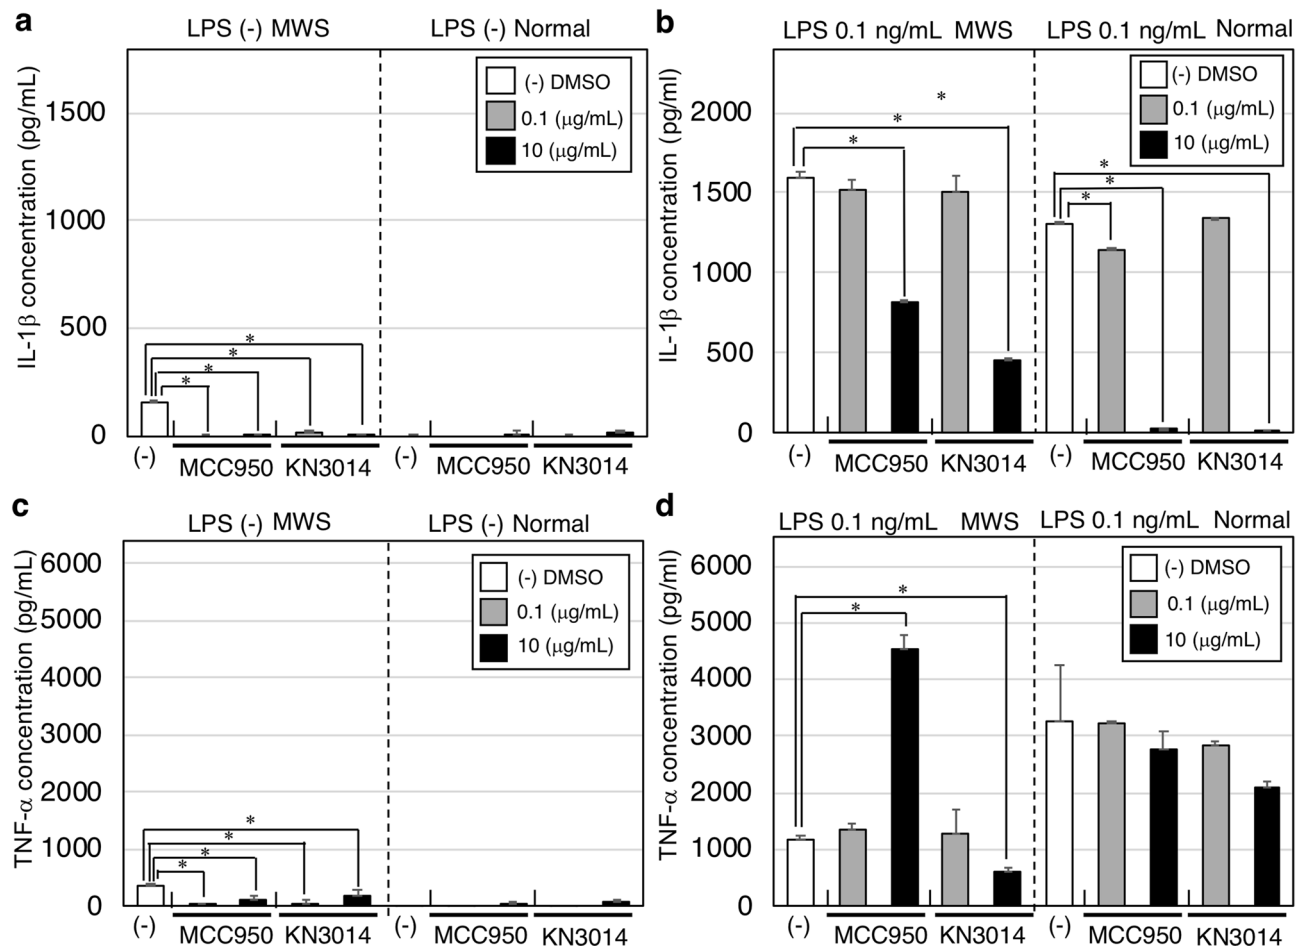 a
LPS (-) MWS
LPS (-) Normal
IL-1β concentration (pg/mL)
1500
1000
500
0
(-) DMSO
0.1 (μg/mL)
10 (μg/mL)
*
*
*
*
(-)
MCC950
KN3014
(-)
MCC950
KN3014
b
LPS 0.1 ng/mL MWS
LPS 0.1 ng/mL Normal
IL-1β concentration (pg/ml)
2000
1500
1000
500
0
(-) DMSO
0.1 (μg/mL)
10 (μg/mL)
*
*
*
*
*
*
(-)
MCC950
KN3014
(-)
MCC950
KN3014
c
LPS (-) MWS
LPS (-) Normal
TNF-α concentration (pg/mL)
6000
5000
4000
3000
2000
1000
0
(-) DMSO
0.1 (μg/mL)
10 (μg/mL)
*
*
*
*
(-)
MCC950
KN3014
(-)
MCC950
KN3014
d
LPS 0.1 ng/mL MWS
LPS 0.1 ng/mL Normal
TNF-α concentration (pg/ml)
6000
5000
4000
3000
2000
1000
0
(-) DMSO
0.1 (μg/mL)
10 (μg/mL)
*
*
(-)
MCC950
KN3014
(-)
MCC950
KN3014